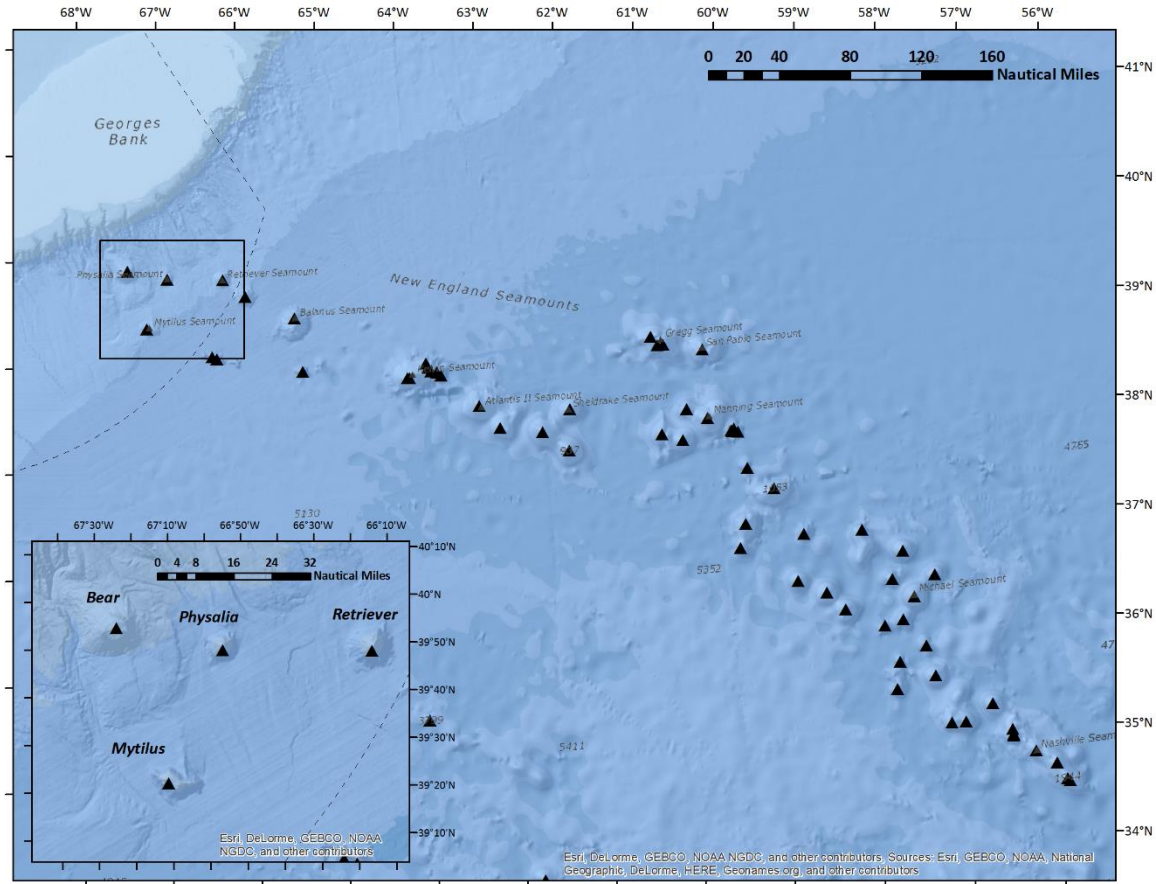 68°W 67°W 66°W 65°W 64°W 63°W 62°W 61°W 60°W 59°W 58°W 57°W 56°W
0 20 40 80 120 160
Nautical Miles
41°N
Georges
Bank
40°N
New England Seamounts
Physalia Seamount
Retriever Seamount
39°N
Balanus Seamount
Mytilus Seamount
Gregg Seamount
San Pablo Seamount
Seamount
38°N
Atlantis II Seamount
Sheldrake Seamount
Manning Seamount
4765
37°N
5130
5352
36°N
Michael Seamount
47
35°N
5411
Nashville Seam
1944
34°N
67°30'W 67°10'W 66°50'W 66°30'W 66°10'W
0 4 8 16 24 32
Nautical Miles
40°10'N
40°N
39°50'N
39°40'N
39°30'N
39°20'N
39°10'N
Bear
Physalia
Retriever
Mytilus
Esri, DeLorme, GEBCO, NOAA
NGDC, and other contributors
Esri, DeLorme, GEBCO, NOAA NGDC, and other contributors, Sources: Esri, GEBCO, NOAA, National
Geographic, DeLorme, HERE, Geonames.org, and other contributors